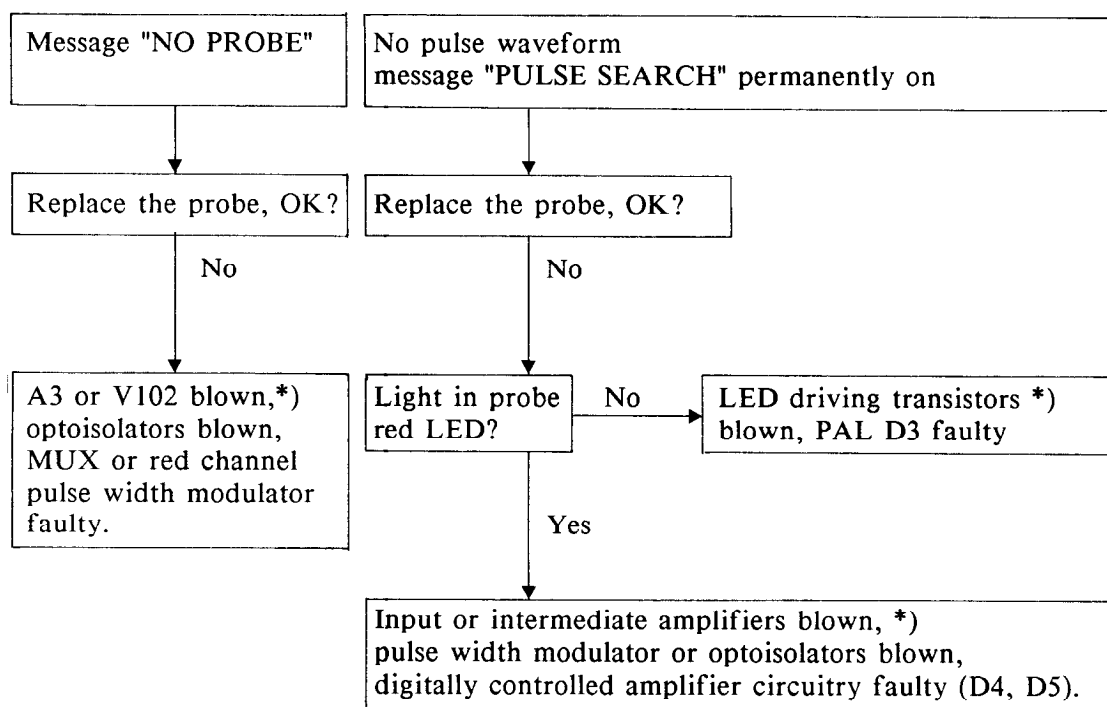 Message "NO PROBE"
No pulse waveform
message "PULSE SEARCH" permanently on
Replace the probe, OK?
Replace the probe, OK?
No
No
A3 or V102 blown,*)
optoisolators blown,
MUX or red channel
pulse width modulator
faulty.
Light in probe
red LED?
No
LED driving transistors *)
blown, PAL D3 faulty
Yes
Input or intermediate amplifiers blown, *)
pulse width modulator or optoisolators blown,
digitally controlled amplifier circuitry faulty (D4, D5).